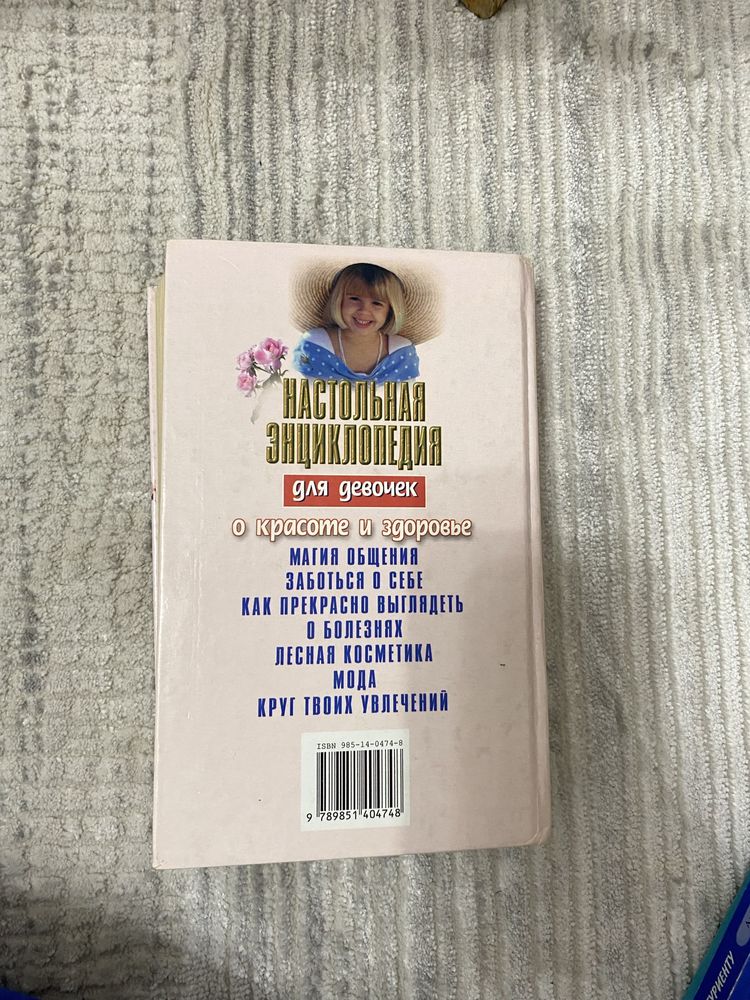 НАСТОЛЬНАЯ
ЭНЦИКЛОПЕДИЯ
для девочек
о красоте и здоровье
МАГИЯ ОБЩЕНИЯ
ЗАБОТЬСЯ О СЕБЕ
КАК ПРЕКРАСНО ВЫГЛЯДЕТЬ
О БОЛЕЗНЯХ
ЛЕСНАЯ КОСМЕТИКА
МОДА
КРУГ ТВОИХ УВЛЕЧЕНИЙ
ISBN 985-14-0474-8
9 789851 404748